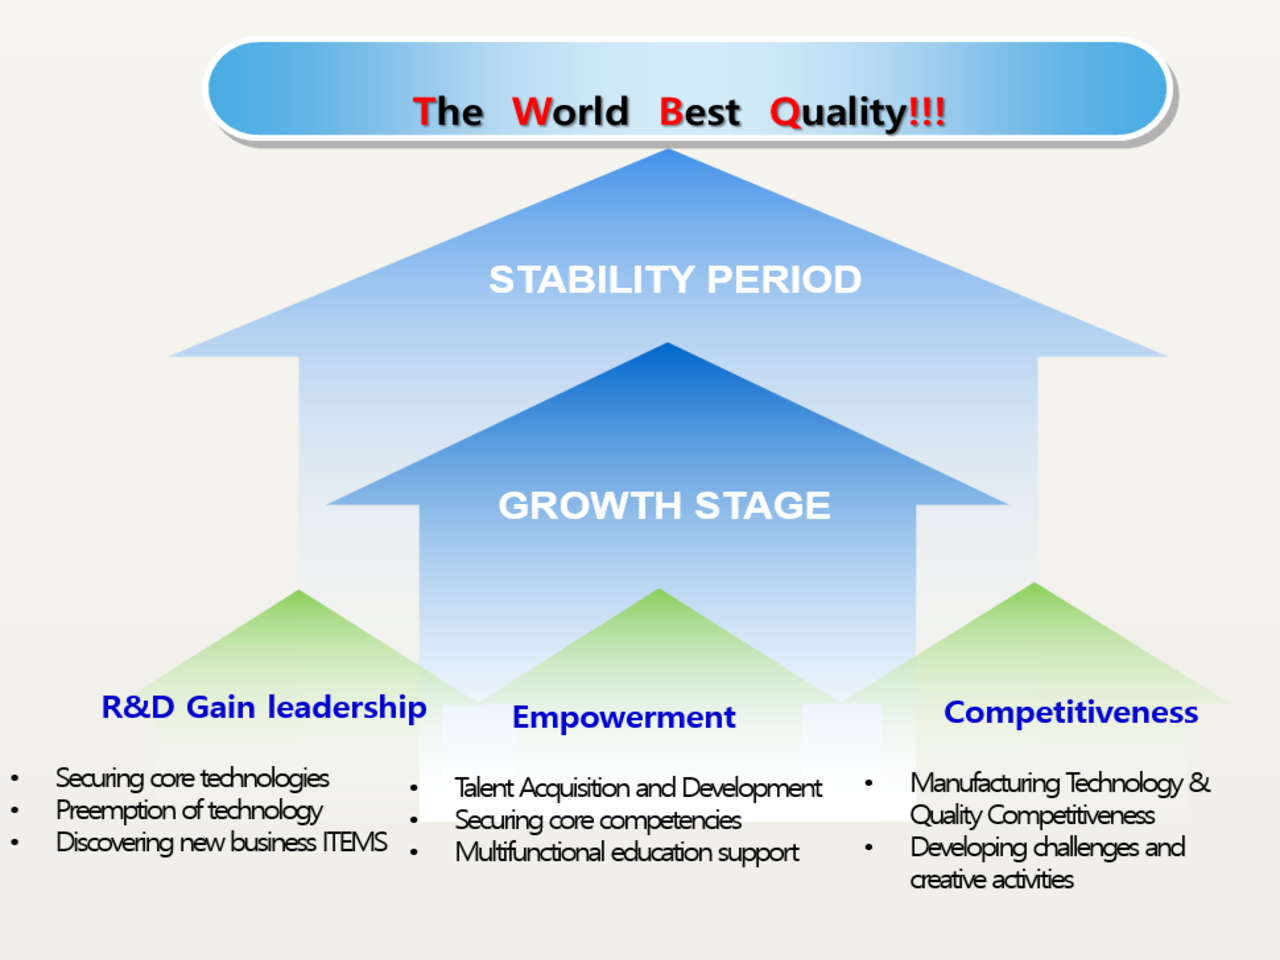 The World Best Quality!!!
STABILITY PERIOD
GROWTH STAGE
R&D Gain leadership
• Securing core technologies
• Preemption of technology
• Discovering new business ITEMS
Empowerment
• Talent Acquisition and Development
• Securing core competencies
• Multifunctional education support
Competitiveness
• Manufacturing Technology &
Quality Competitiveness
• Developing challenges and
creative activities